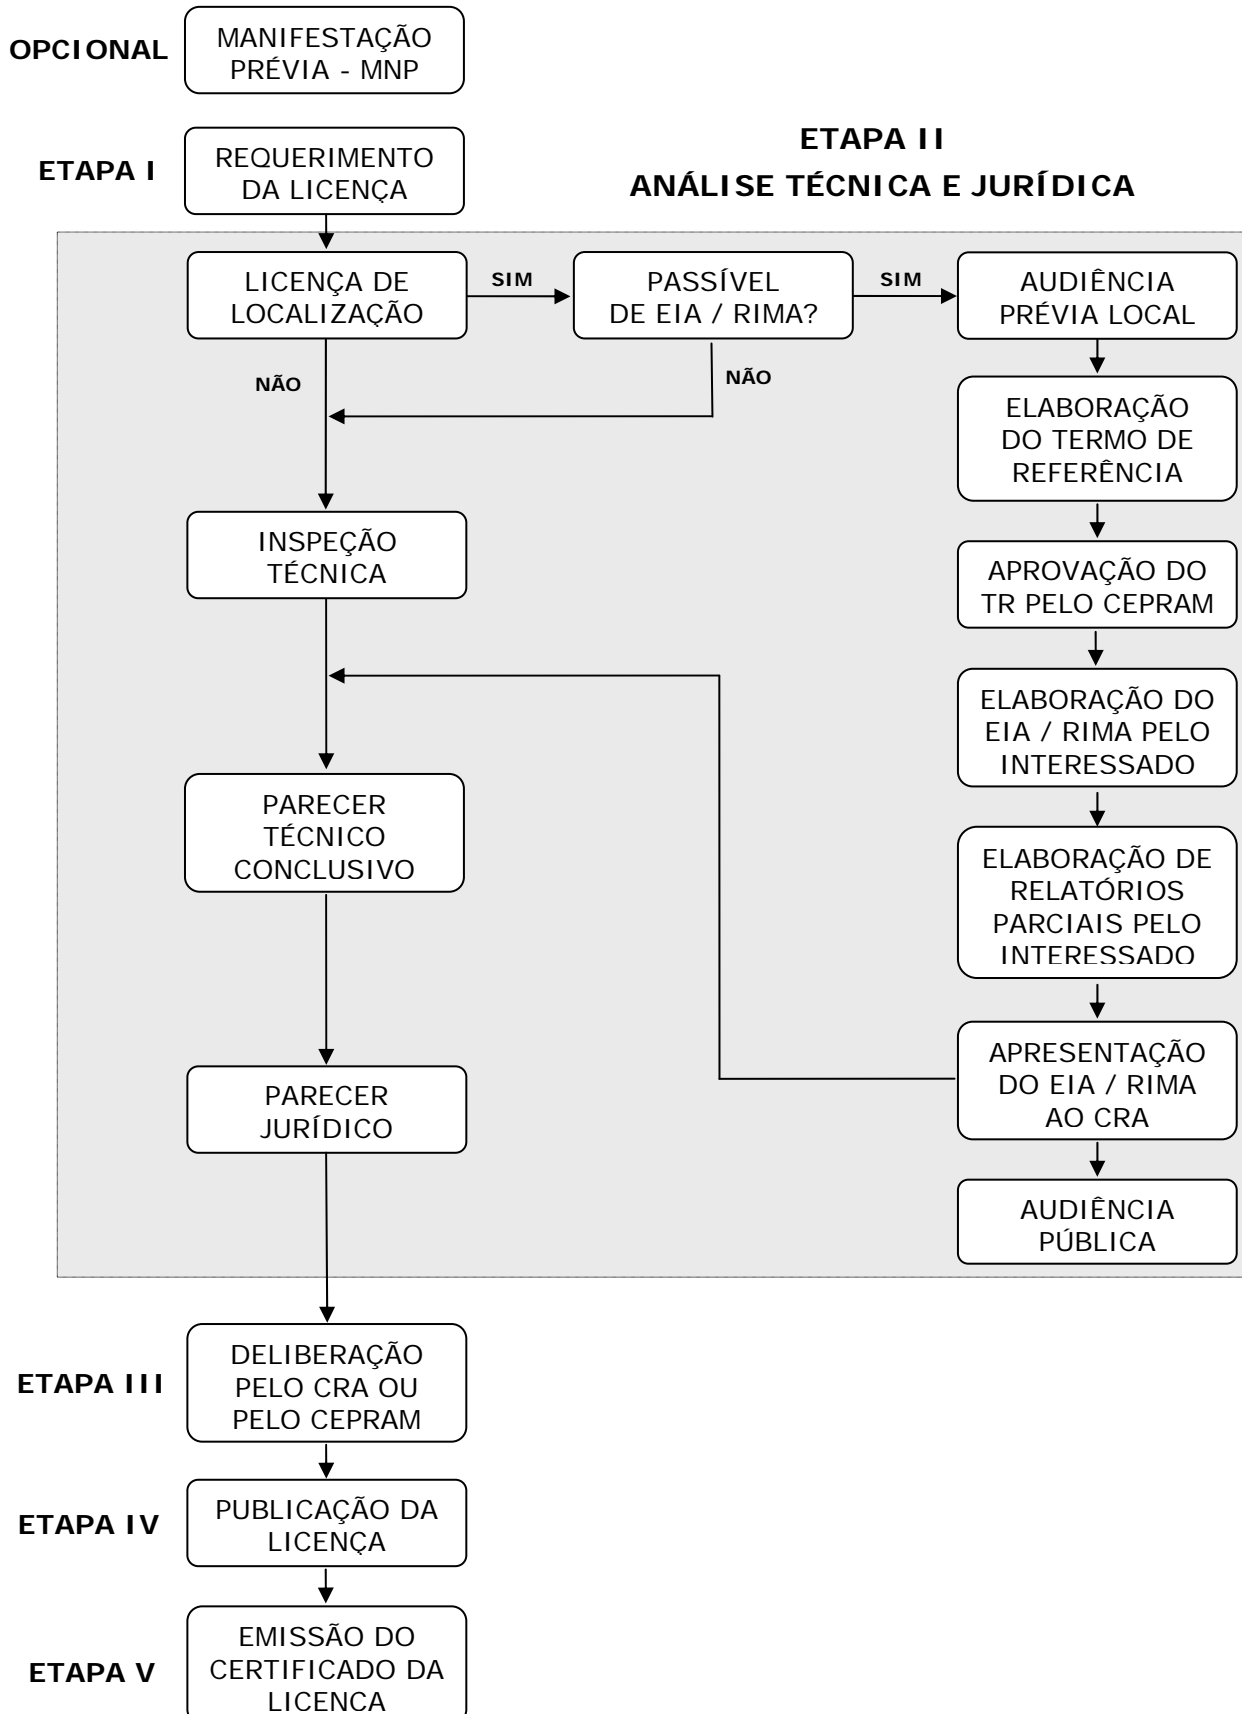 OPCIONAL
MANIFESTAÇÃO
PRÉVIA - MNP
ETAPA I
REQUERIMENTO
DA LICENÇA
ETAPA II
ANÁLISE TÉCNICA E JURÍDICA
LICENÇA DE
LOCALIZAÇÃO
SIM
PASSÍVEL
DE EIA / RIMA?
SIM
AUDIÊNCIA
PRÉVIA LOCAL
NÃO
NÃO
ELABORAÇÃO
DO TERMO DE
REFERÊNCIA
INSPEÇÃO
TÉCNICA
APROVAÇÃO DO
TR PELO CEPRAM
ELABORAÇÃO DO
EIA / RIMA PELO
INTERESSADO
PARECER
TÉCNICO
CONCLUSIVO
ELABORAÇÃO DE
RELATÓRIOS
PARCIAIS PELO
INTERESSADO
APRESENTAÇÃO
DO EIA / RIMA
AO CRA
PARECER
JURÍDICO
AUDIÊNCIA
PÚBLICA
ETAPA III
DELIBERAÇÃO
PELO CRA OU
PELO CEPRAM
ETAPA IV
PUBLICAÇÃO DA
LICENÇA
ETAPA V
EMISSÃO DO
CERTIFICADO DA
LICENCA